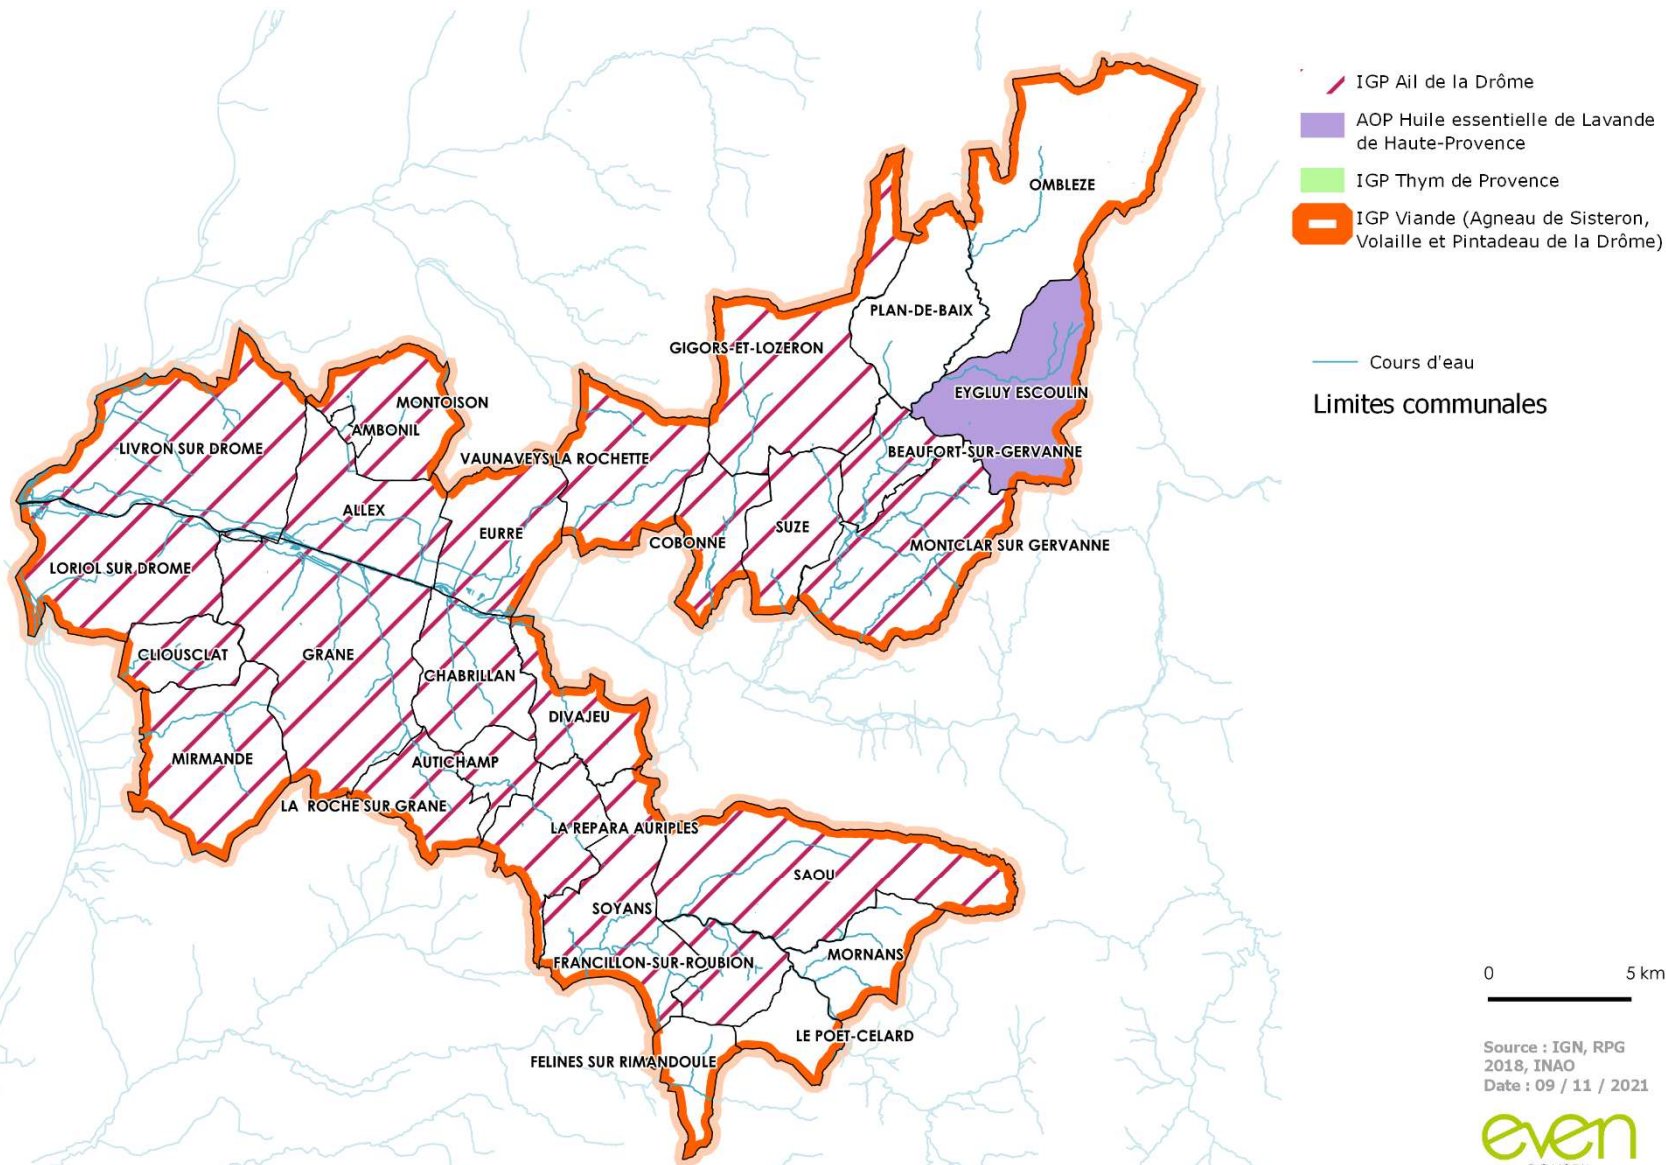 IGP Ail de la Drôme
AOP Huile essentielle de Lavande
de Haute-Provence
IGP Thym de Provence
IGP Viande (Agneau de Sisteron,
Volaille et Pintadeau de la Drôme)
Cours d'eau
Limites communales
OMBLEZE
PLAN-DE-BAIX
GIGORS-ET-LOZERON
EYGLUY ESCOULIN
MONTOISON
AMBONIL
LIVRON SUR DROME
BEAUFORT-SUR-GERVANNE
VAUNAVEYS LA ROCHETTE
ALLEX
EURRE
SUZE
COBONNE
MONTCLAR SUR GERVANNE
LORIOL SUR DROME
CLIOUSCLAT
GRANE
CHABRILLAN
DIVAJEU
MIRMANDE
AUTICHAMP
LA ROCHE SUR GRANE
LA REPARA AURIPLES
SAOU
SOYANS
MORNANS
FRANCILLON-SUR-ROUBION
LE POET-CELARD
FELINES SUR RIMANDOULE
0 5 km
Source : IGN, RPG
2018, INAO
Date : 09 / 11 / 2021
even